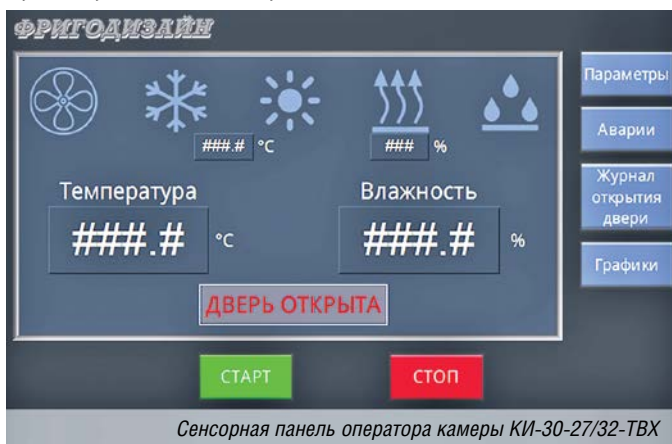 ФРИГОДИЗАЙН
###.# °C
### %
Температура
Влажность
###.# °C
###.# %
ДВЕРЬ ОТКРЫТА
СТАРТ
СТОП
Параметры
Аварии
Журнал
открытия
двери
Графики
Сенсорная панель оператора камеры КИ-30-27/32-ТВХ